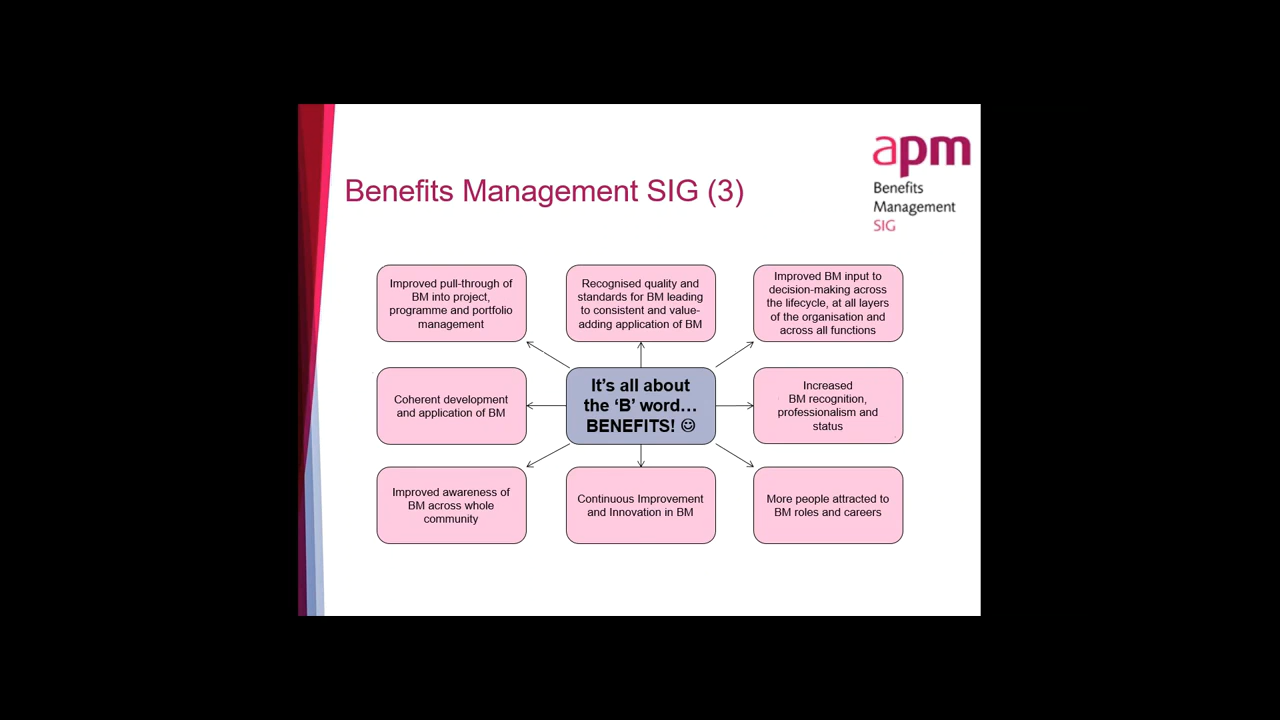 apm
Benefits
Management
SIG
Benefits Management SIG (3)
Improved pull-through of
BM into project,
programme and portfolio
management
Recognised quality and
standards for BM leading
to consistent and value-
adding application of BM
Improved BM input to
decision-making across
the lifecycle, at all layers
of the organisation and
across all functions
Coherent development
and application of BM
It's all about
the ‘B’ word…
BENEFITS! ☺
Increased
BM recognition,
professionalism and
status
Improved awareness of
BM across whole
community
Continuous Improvement
and Innovation in BM
More people attracted to
BM roles and careers